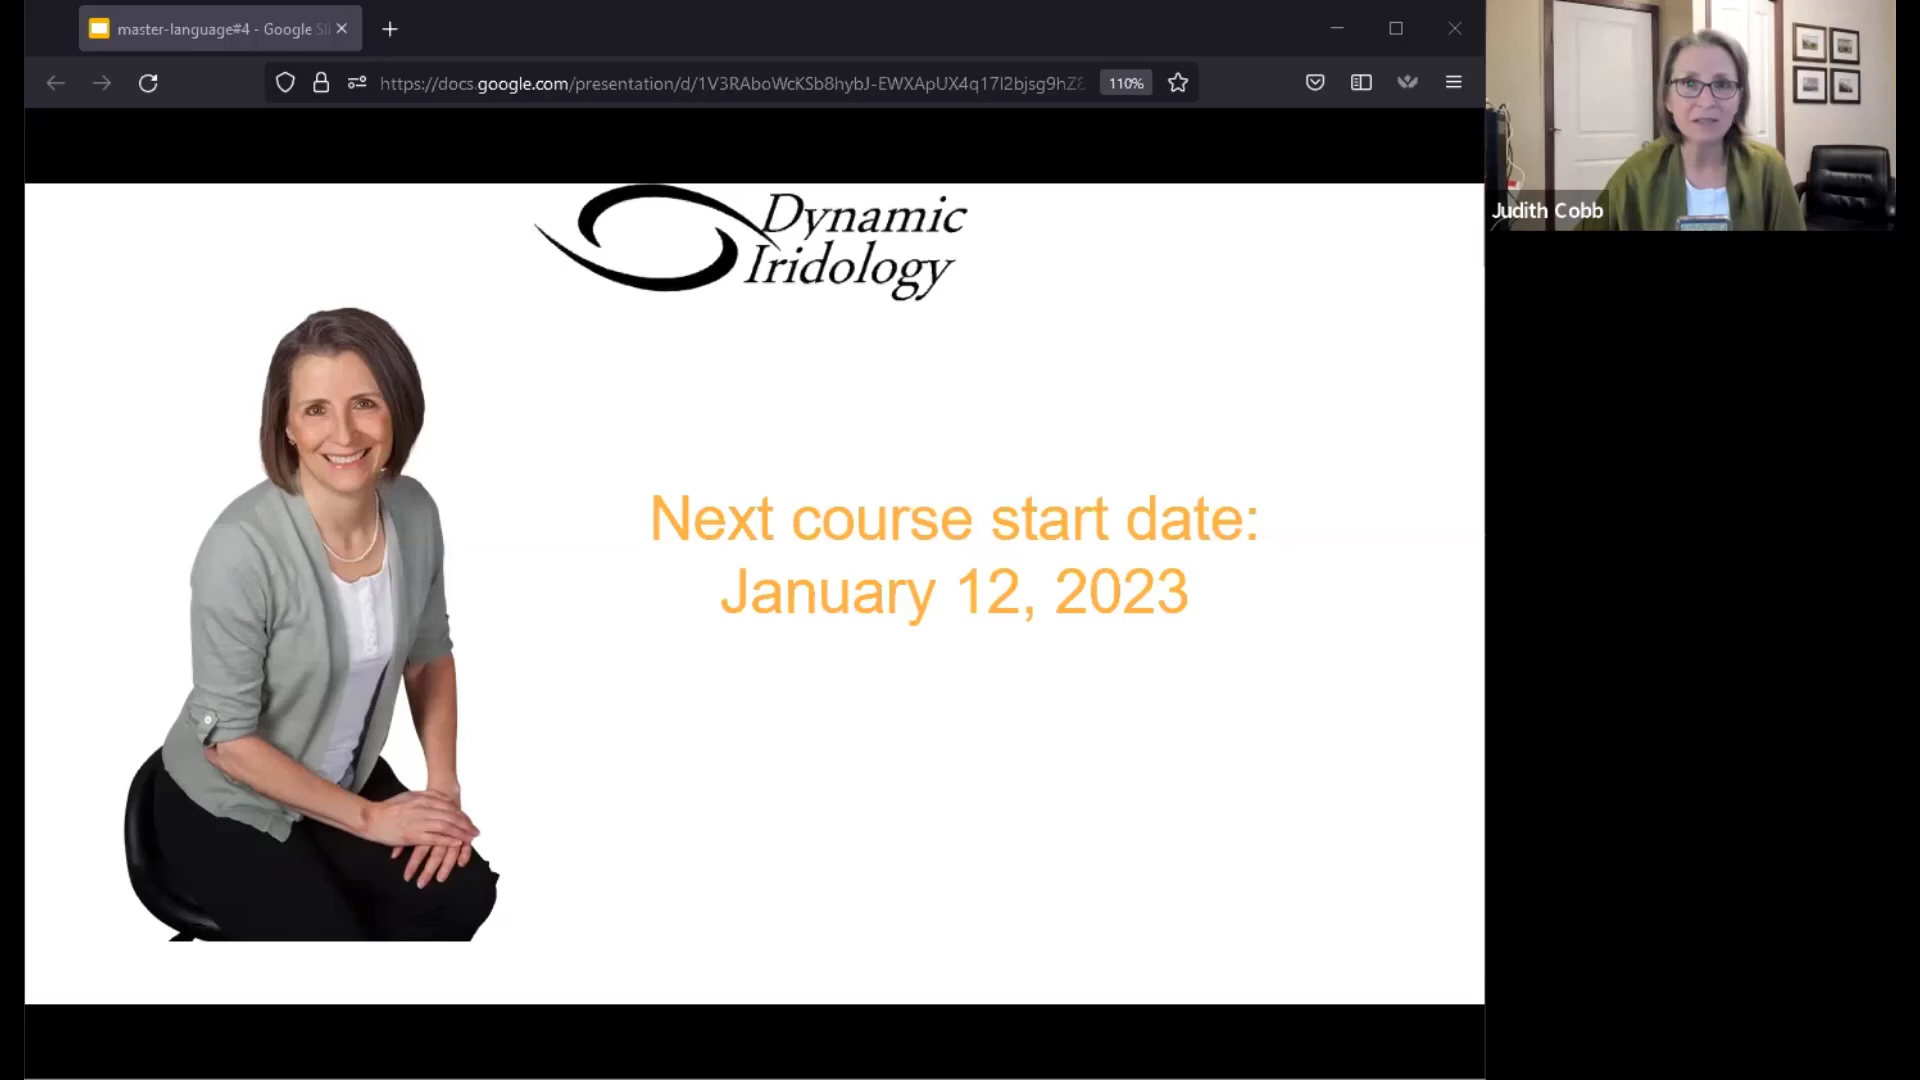 master-language#4 - Google Sli
https://docs.google.com/presentation/d/1V3RAboWcKSb8hybJ-EWXApUX4q17l2bjsg9hZ8
110%
Judith Cobb
Dynamic
Iridology
Next course start date:
January 12, 2023